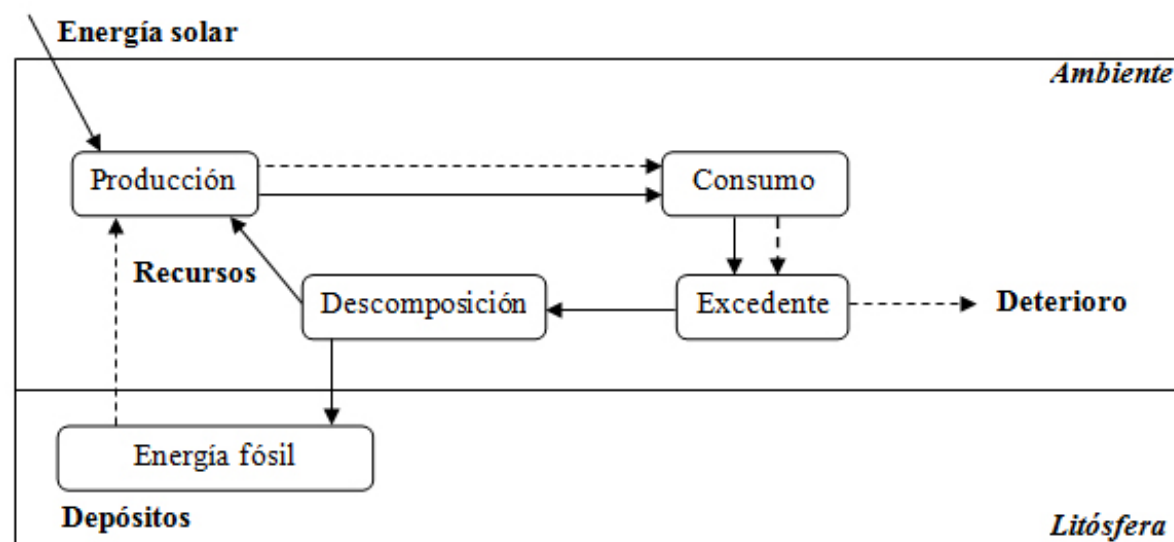 Energía solar
Ambiente
Producción
Consumo
Recursos
Descomposición
Excedente
Deterioro
Energía fósil
Depósitos
Litósfera